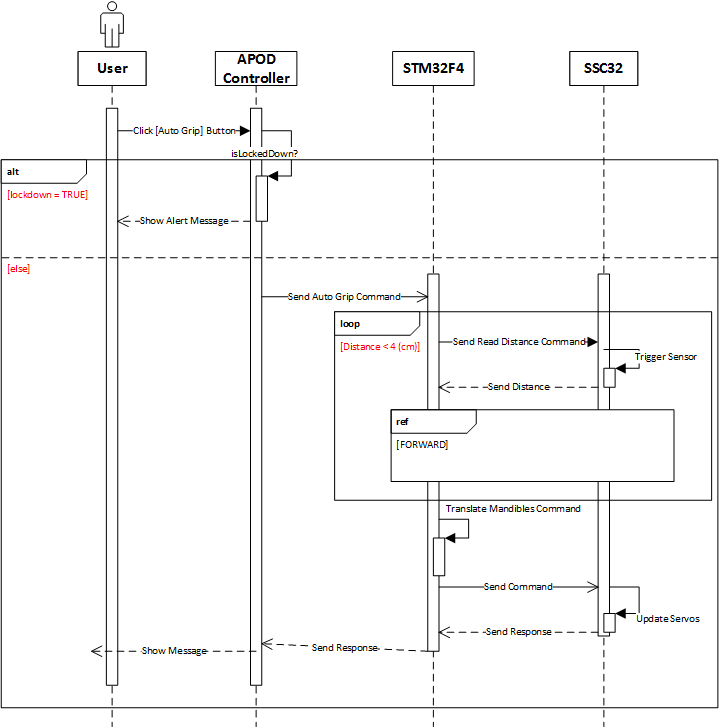 User
APOD
Controller
STM32F4
SSC32
Click [Auto Grip] Button
isLockedDown?
alt
[lockdown = TRUE]
Show Alert Message
[else]
Send Auto Grip Command
loop
[Distance < 4 (cm)]
Send Read Distance Command
Trigger Sensor
Send Distance
ref
[FORWARD]
Translate Mandibles Command
Send Command
Update Servos
Send Response
Send Response
Show Message